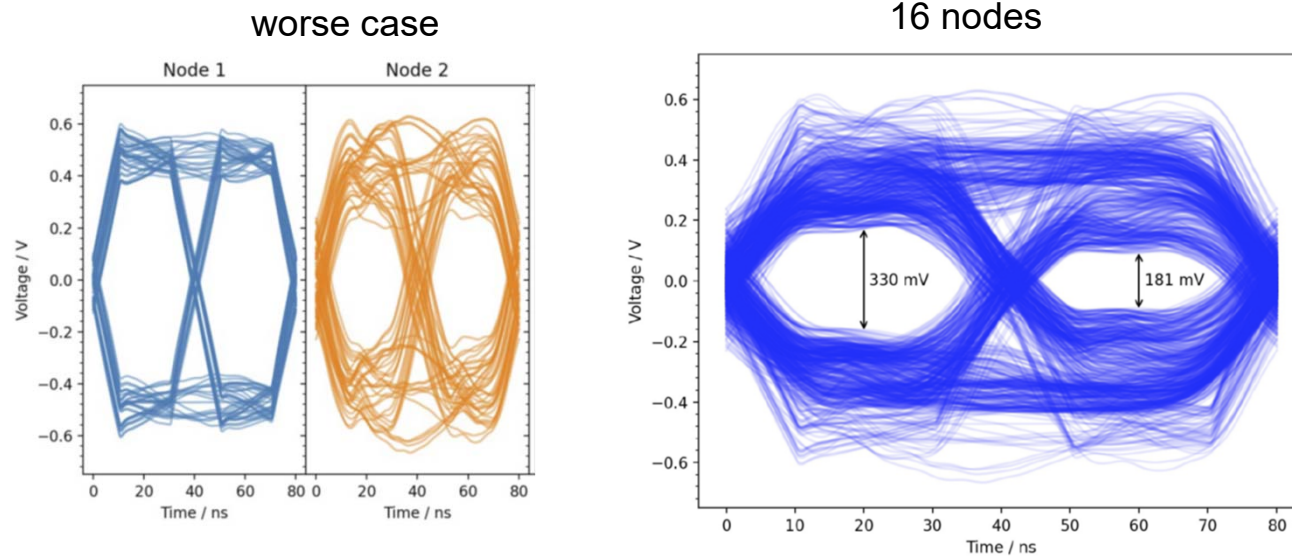 worse case
Node 1
Node 2
Voltage / V
0.6
0.4
0.2
0.0
−0.2
−0.4
−0.6
0 20 40 60 80 0 20 40 60 80
Time / ns
Time / ns
16 nodes
Voltage / V
0.6
0.4
0.2
0.0
−0.2
−0.4
−0.6
330 mV
181 mV
0 10 20 30 40 50 60 70 80
Time / ns